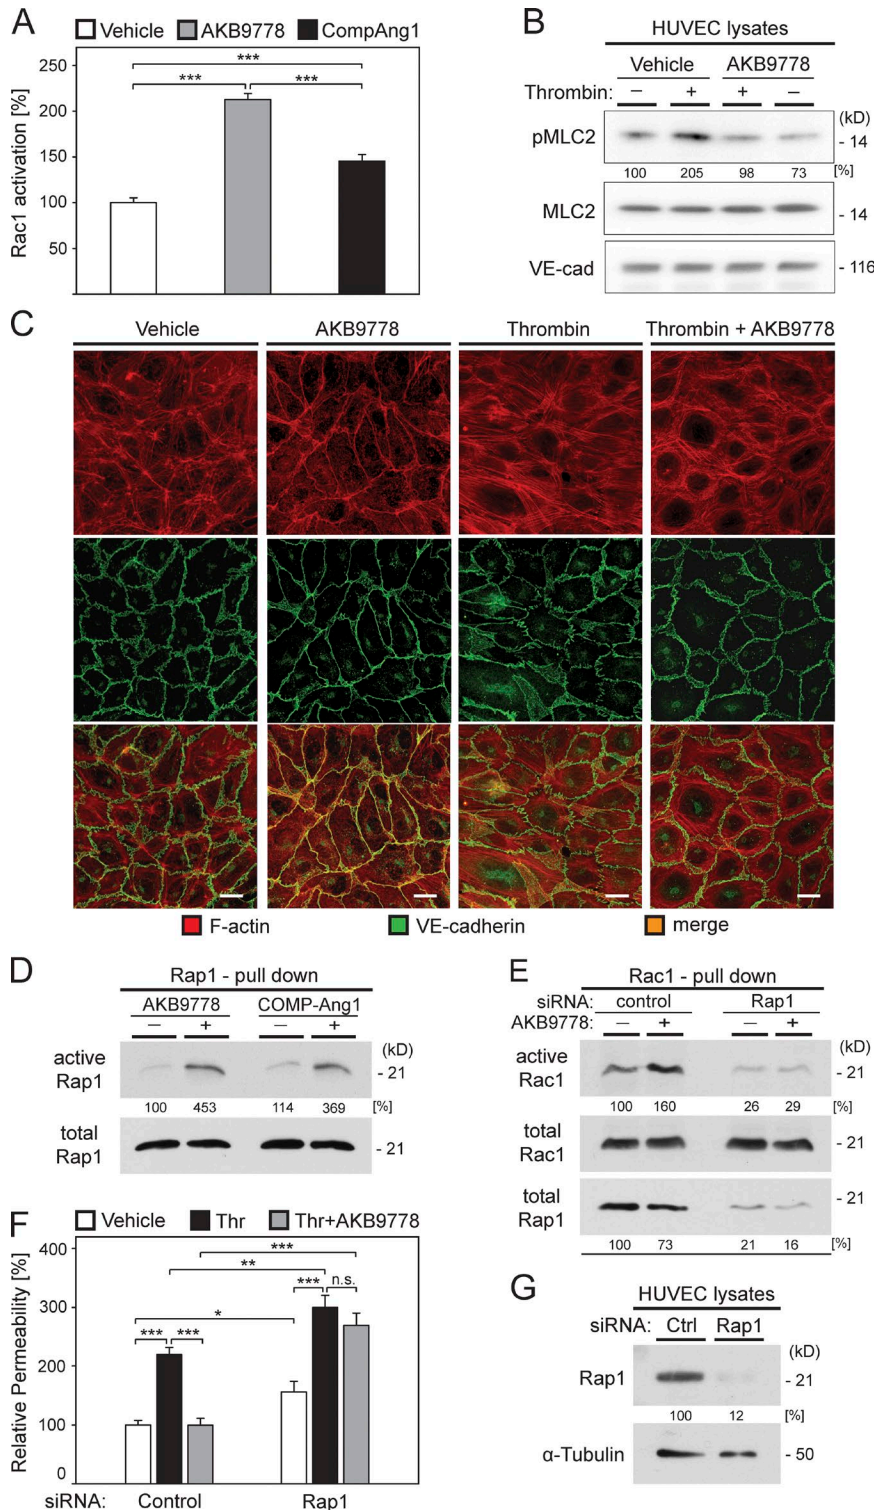 A
Vehicle AKB9778 CompAng1
Rac1 activation [%]
250
200
150
100
50
***
*** ***
B
HUVEC lysates
Vehicle AKB9778
Thrombin: – + + –
(kD)
pMLC2 - 14
100 205 98 73 [%]
MLC2 - 14
VE-cad - 116
C
Vehicle AKB9778 Thrombin Thrombin + AKB9778
F-actin VE-cadherin merge
D
Rap1 - pull down
AKB9778 COMP-Ang1
– + – +
(kD)
active
Rap1 - 21
100 453 114 369 [%]
total
Rap1 - 21
E
Rac1 - pull down
siRNA: control Rap1
AKB9778: – + – +
(kD)
active
Rac1 - 21
100 160 26 29 [%]
total
Rac1 - 21
total
Rap1 - 21
100 73 21 16 [%]
F
Vehicle Thr Thr+AKB9778
Relative Permeability [%]
400
300
200
100
0
***
**
*** n.s.
*
*** ***
siRNA: Control Rap1
G
HUVEC lysates
siRNA: Ctrl Rap1
(kD)
Rap1 - 21
100 12 [%]
α-Tubulin - 50